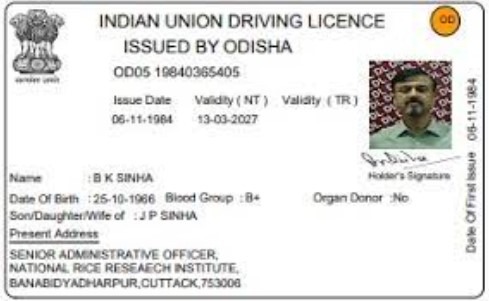 INDIAN UNION DRIVING LICENCE
OD
ISSUED BY ODISHA
OD05 19840365405
Issue Date Validity ( NT ) Validity ( TR )
06-11-1984 13-03-2027
Date Of First Issue 06-11-1984
Holder's Signature
Name : B K SINHA
Date Of Birth : 25-10-1966 Blood Group : B+ Organ Donor :No
Son/Daughter/Wife of : J P SINHA
Present Address
SENIOR ADMINISTRATIVE OFFICER,
NATIONAL RICE RESEAECH INSTITUTE,
BANABIDYADHARPUR,CUTTACK,753006